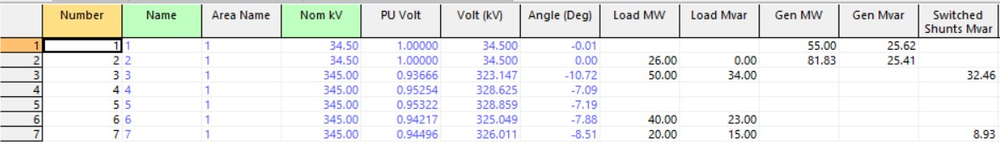 Number Name Area Name Nom kV PU Volt Volt (kV) Angle (Deg) Load MW Load Mvar Gen MW Gen Mvar Switched Shunts Mvar
1 1 1 1 34.50 1.00000 34.500 -0.01 55.00 25.62
2 2 2 1 34.50 1.00000 34.500 0.00 26.00 0.00 81.83 25.41
3 3 3 1 345.00 0.93666 323.147 -10.72 50.00 34.00 32.46
4 4 4 1 345.00 0.95254 328.625 -7.09
5 5 5 1 345.00 0.95322 328.859 -7.19
6 6 6 1 345.00 0.94217 325.049 -7.88 40.00 23.00
7 7 7 1 345.00 0.94496 326.011 -8.51 20.00 15.00 8.93